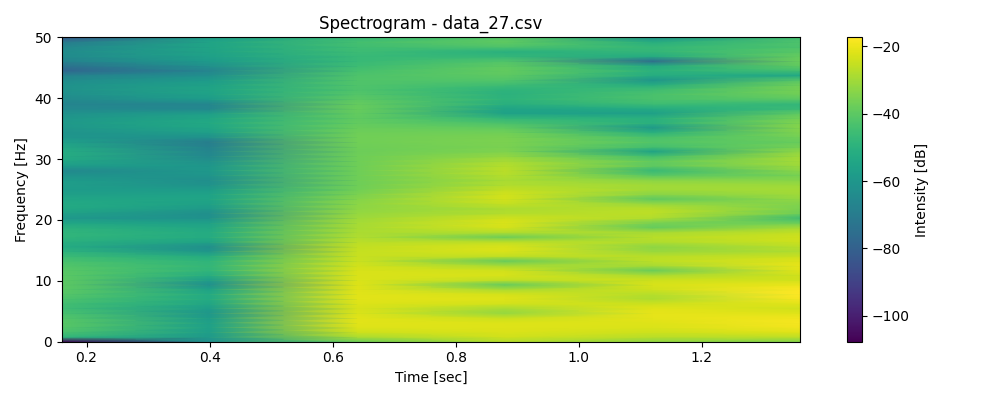 Spectrogram - data_27.csv
50
40
30
20
10
0
Frequency [Hz]
0.2 0.4 0.6 0.8 1.0 1.2
Time [sec]
−20
−40
−60
−80
−100
Intensity [dB]